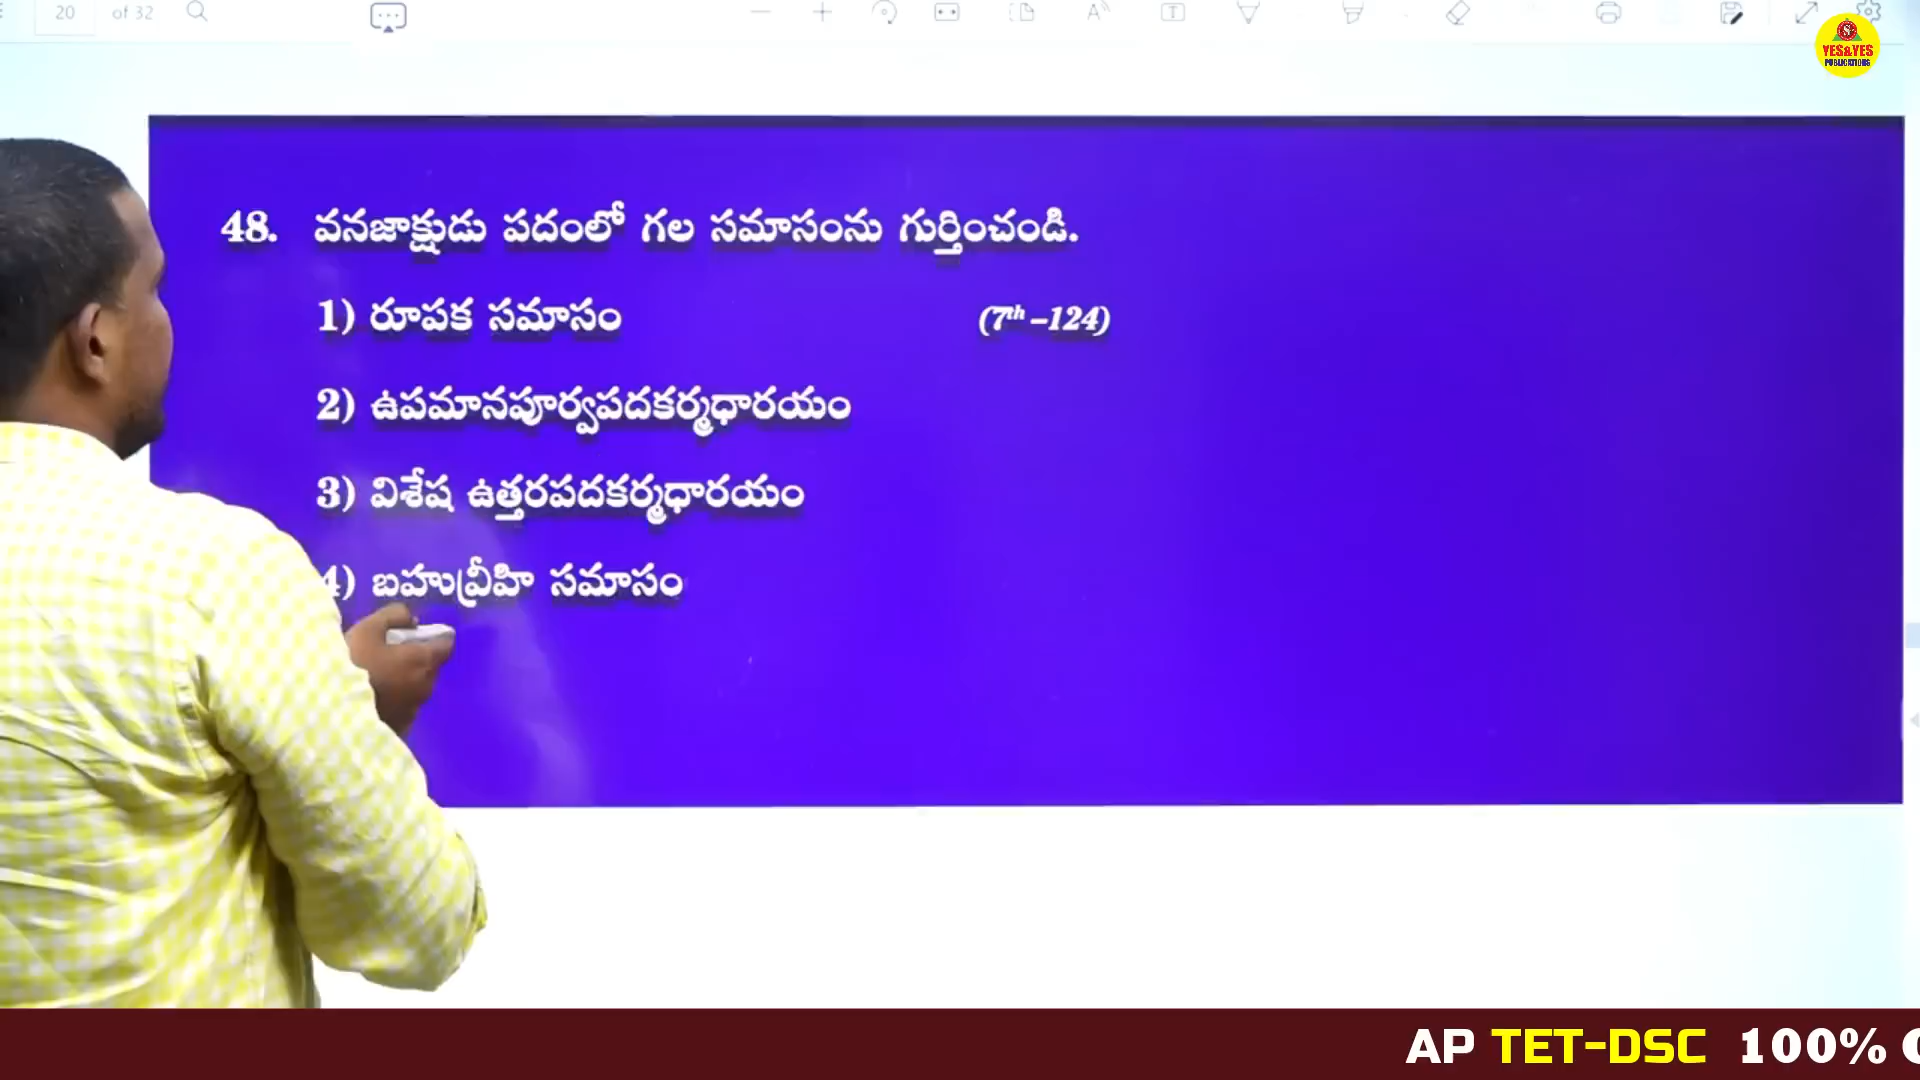 20 of 32
YES&YES
PUBLICATIONS
48. వనజాక్షుడు పదంలో గల సమాసంను గుర్తించండి.
1) రూపక సమాసం (7th-124)
2) ఉపమానపూర్వపదకర్మధారయం
3) విశేష ఉత్తరపదకర్మధారయం
4) బహువ్రీహి సమాసం
AP TET-DSC 100%